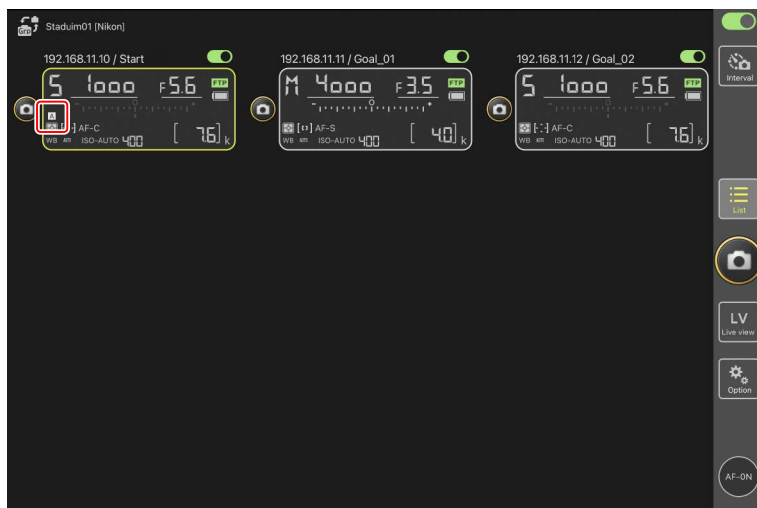 Grp Staduim01 [Nikon]
192.168.11.10 / Start
S 1000 F5.6 FTP
A
AF-C
WB ISO-AUTO 400 [ 7.6] k
192.168.11.11 / Goal_01
M 4000 F3.5 FTP
AF-S
WB ISO-AUTO 400 [ 4.0] k
192.168.11.12 / Goal_02
S 1000 F5.6 FTP
AF-C
WB ISO-AUTO 400 [ 7.6] k
Interval
List
LV
Live view
Option
AF-ON